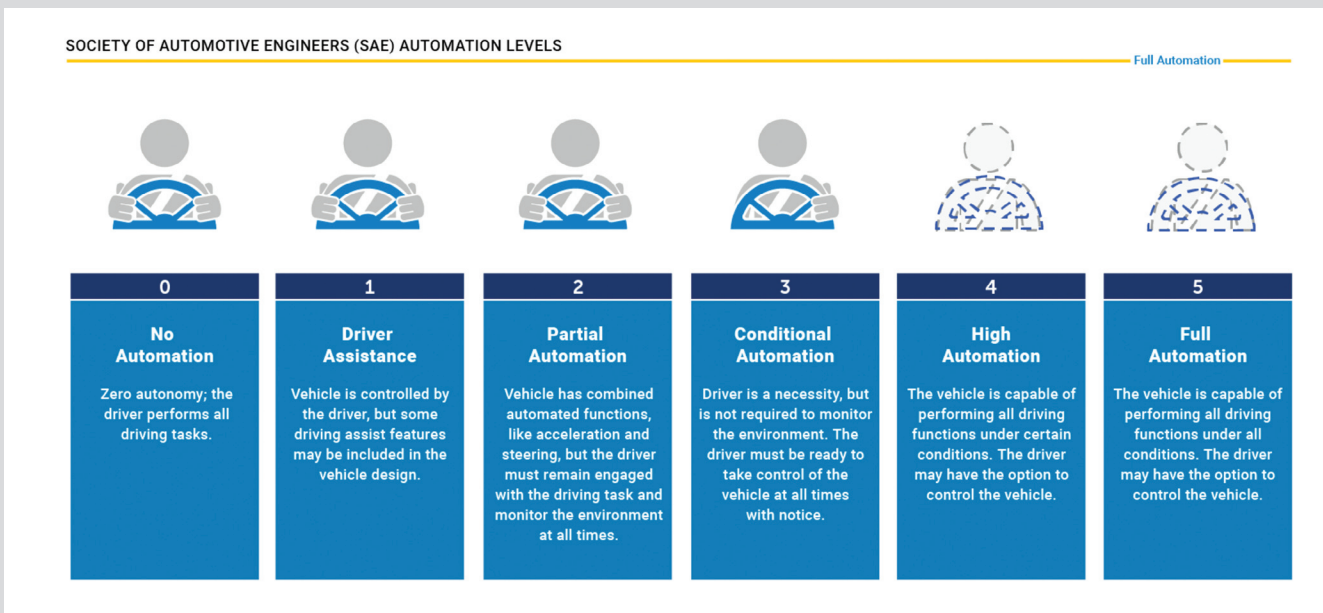 SOCIETY OF AUTOMOTIVE ENGINEERS (SAE) AUTOMATION LEVELS
Full Automation
0
No
Automation
Zero autonomy; the
driver performs all
driving tasks.
1
Driver
Assistance
Vehicle is controlled by
the driver, but some
driving assist features
may be included in the
vehicle design.
2
Partial
Automation
Vehicle has combined
automated functions,
like acceleration and
steering, but the driver
must remain engaged
with the driving task and
monitor the environment
at all times.
3
Conditional
Automation
Driver is a necessity, but
is not required to monitor
the environment. The
driver must be ready to
take control of the
vehicle at all times
with notice.
4
High
Automation
The vehicle is capable of
performing all driving
functions under certain
conditions. The driver
may have the option to
control the vehicle.
5
Full
Automation
The vehicle is capable of
performing all driving
functions under all
conditions. The driver
may have the option to
control the vehicle.